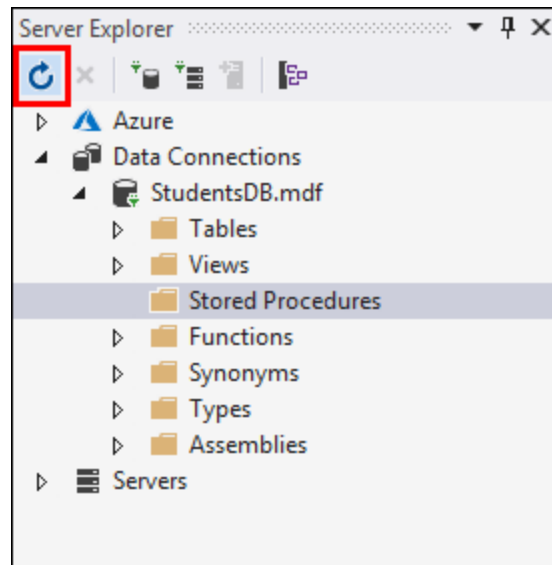 Server Explorer
Azure
Data Connections
StudentsDB.mdf
Tables
Views
Stored Procedures
Functions
Synonyms
Types
Assemblies
Servers